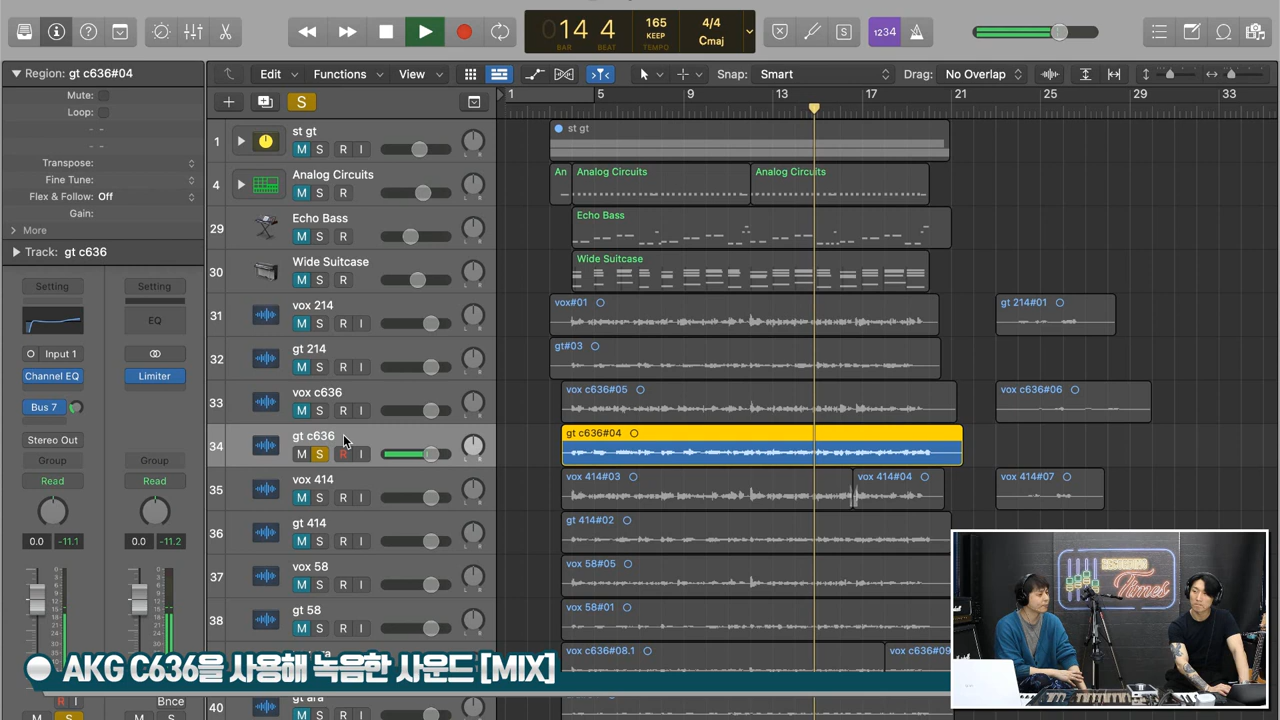 14 4
BAR BEAT
165
KEEP
TEMPO
4/4
Cmaj
1234
Region: gt c636#04
Mute:
Loop:
Transpose:
Fine Tune:
Flex & Follow: Off
Gain:
More
Track: gt c636
Setting
Setting
EQ
Input 1
Channel EQ
Limiter
Bus 7
Stereo Out
Group
Group
Read
Read
0.0 -11.1
0.0 -11.2
R I
Bnce
M S
M
Edit
Functions
View
Snap: Smart
Drag: No Overlap
S
1 5 9 13 17 21 25 29 33
1 st gt
M S R I
st gt
4 Analog Circuits
M S R
An
Analog Circuits
Analog Circuits
29 Echo Bass
M S R
Echo Bass
30 Wide Suitcase
M S R
Wide Suitcase
31 vox 214
M S R I
vox#01
gt 214#01
32 gt 214
M S R I
gt#03
33 vox c636
M S R I
vox c636#05
vox c636#06
34 gt c636
M S R I
gt c636#04
35 vox 414
M S R I
vox 414#03
vox 414#04
vox 414#07
36 gt 414
M S R I
gt 414#02
37 vox 58
M S R I
vox 58#05
38 gt 58
M S R I
vox 58#01
vox c636#08.1
vox c636#09
40 gt ara
RECORDING
Times
AKG C636을 사용해 녹음한 사운드 [MIX]